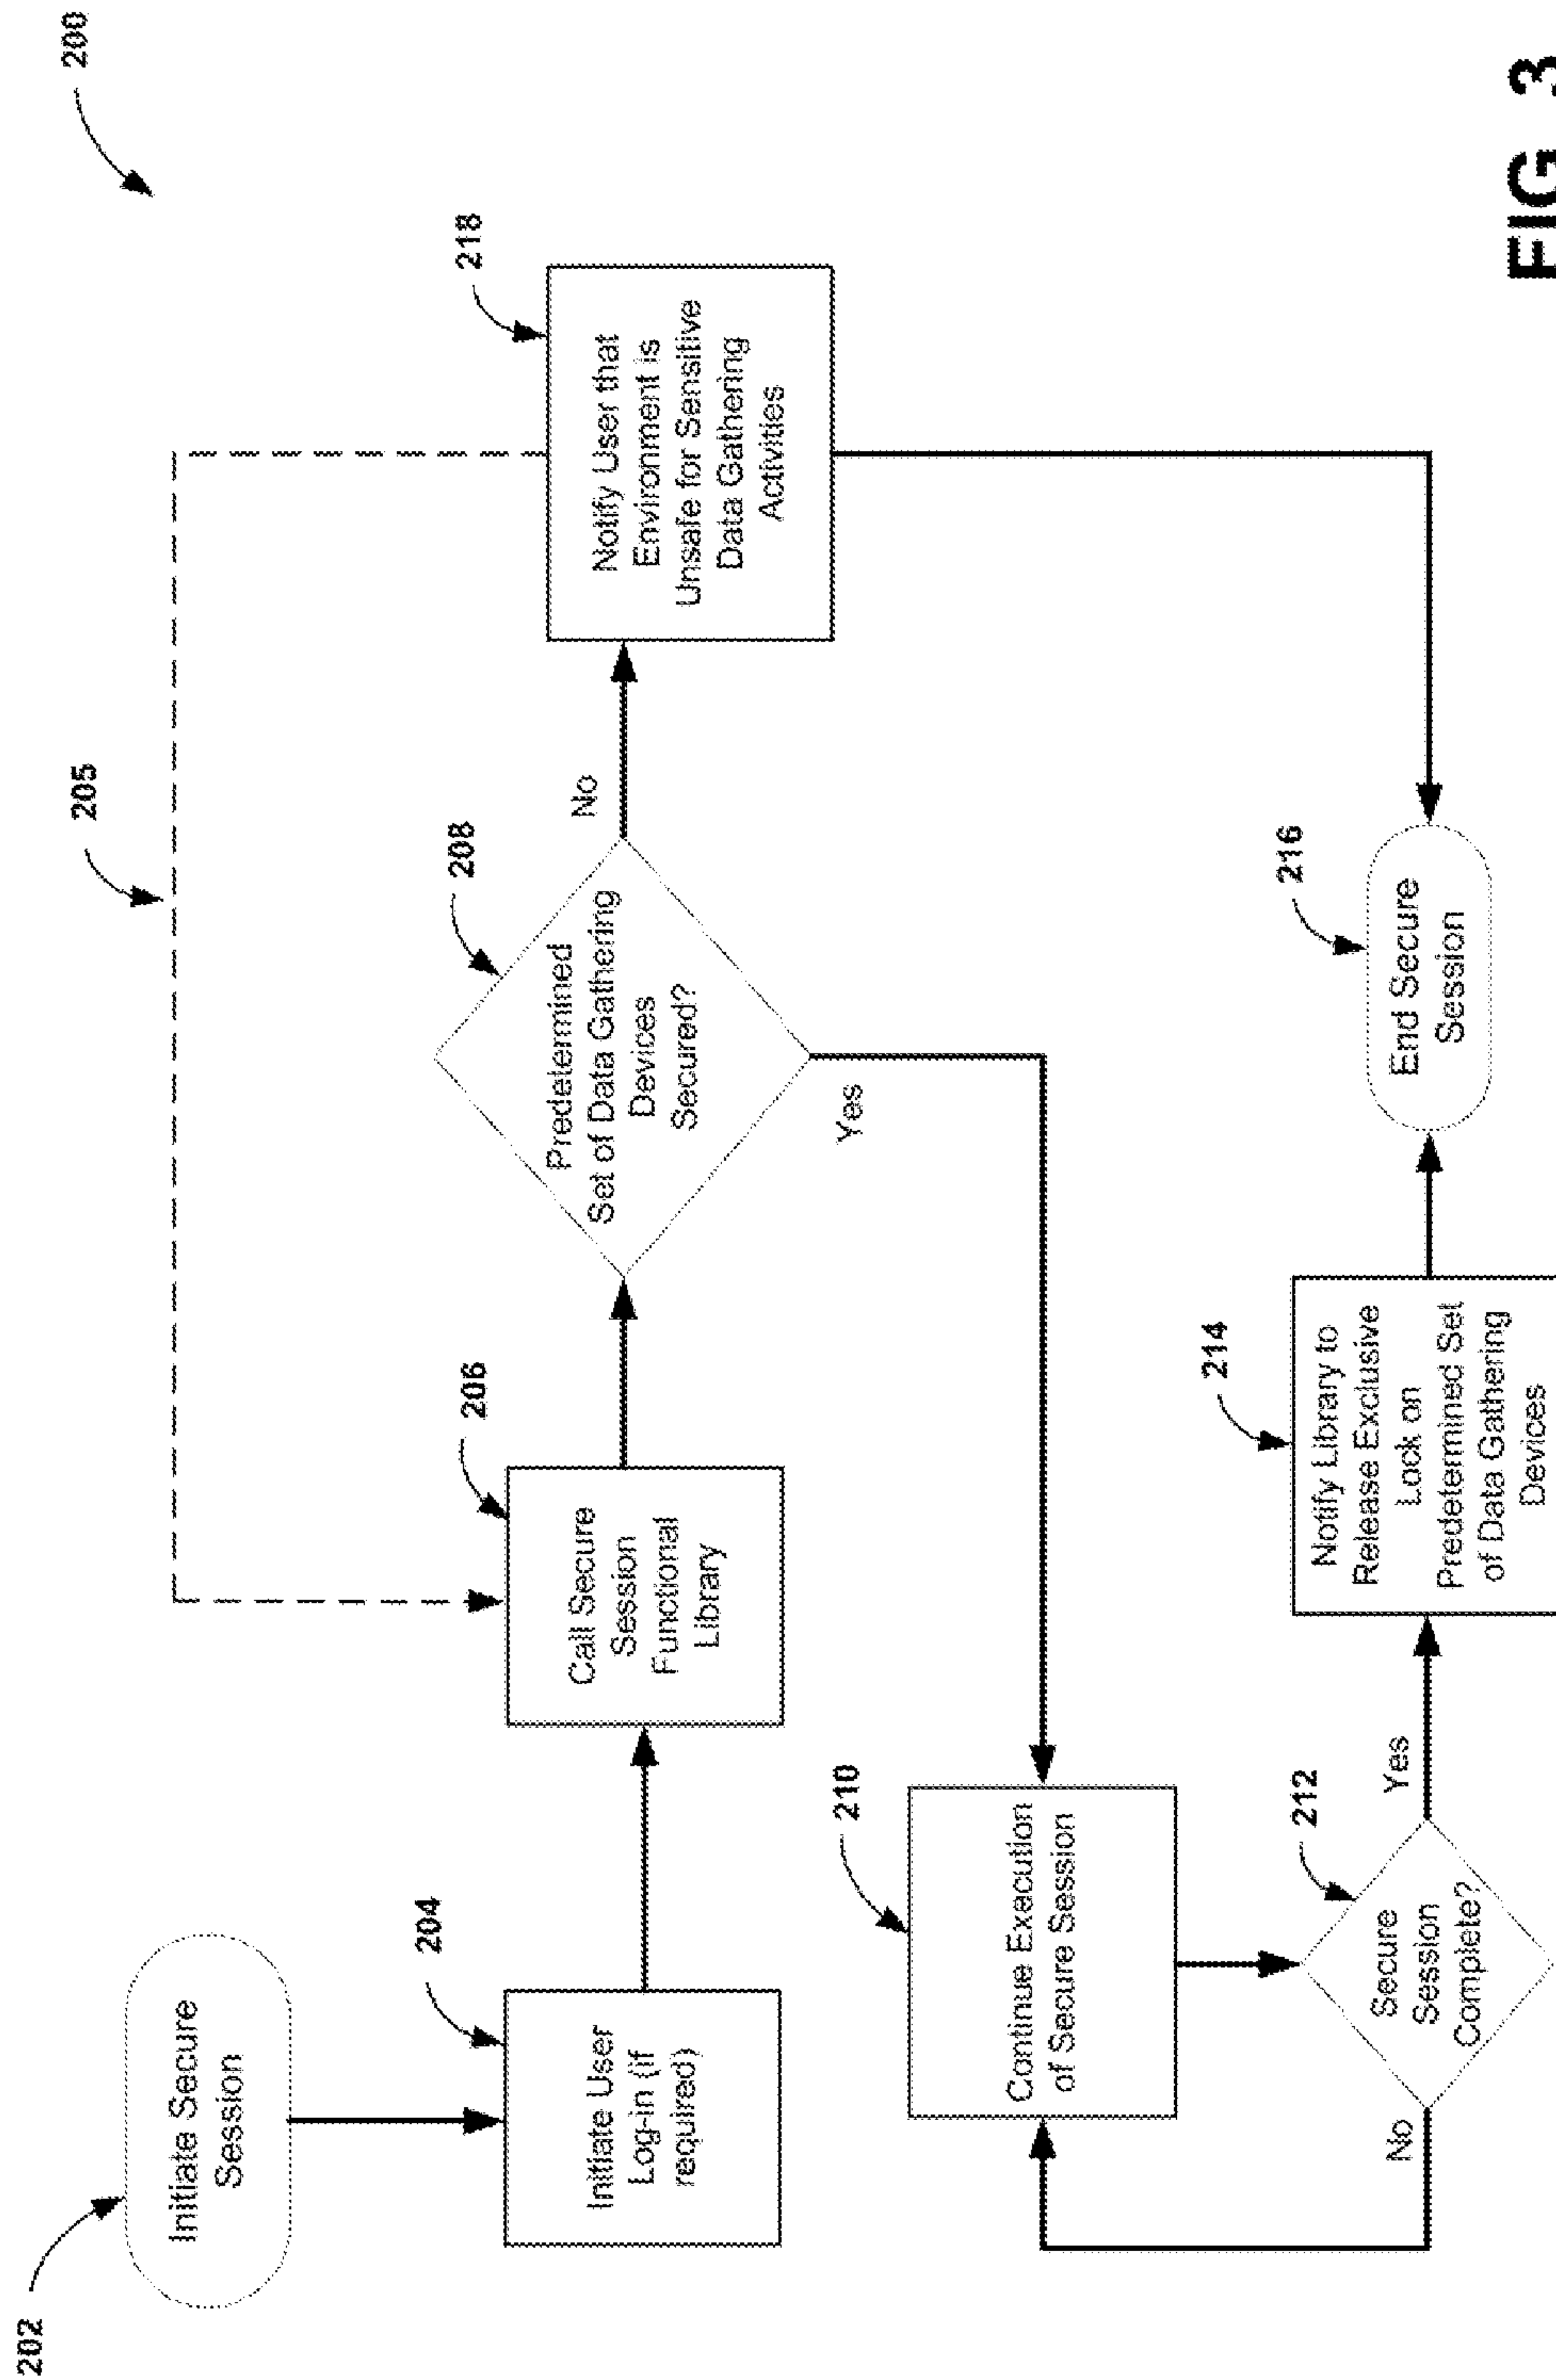 200
205
202
Initiate Secure
Session
204
Initiate User
Log-in (if
required)
206
Call Secure
Session
Functional
Library
208
Predetermined
Set of Data Gathering
Devices
Secured?
No
Yes
218
Notify User that
Environment is
Unsafe for Sensitive
Data Gathering
Activities
210
Continue Execution
of Secure Session
212
Secure
Session
Complete?
No
Yes
214
Notify Library to
Release Exclusive
Lock on
Predetermined Set
of Data Gathering
Devices
216
End Secure
Session
FIG. 3